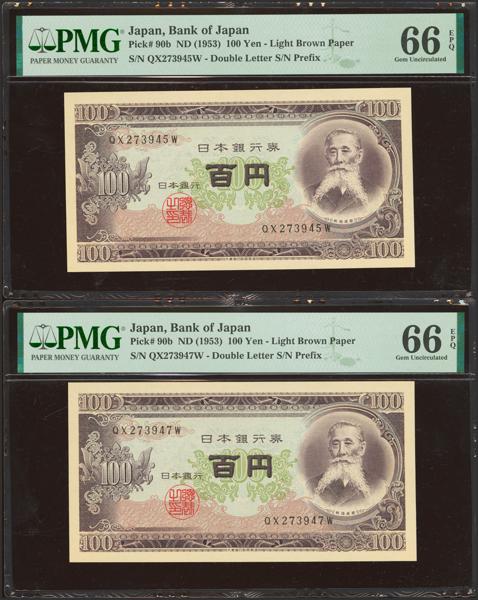 PMG
PAPER MONEY GUARANTY
Japan, Bank of Japan
Pick# 90b ND (1953) 100 Yen - Light Brown Paper
S/N QX273945W - Double Letter S/N Prefix
66 EPQ
Gem Uncirculated
100
100
QX273945W
日本銀行券
100
百円
日本銀行
QX273945W
100
100
PMG
PAPER MONEY GUARANTY
Japan, Bank of Japan
Pick# 90b ND (1953) 100 Yen - Light Brown Paper
S/N QX273947W - Double Letter S/N Prefix
66 EPQ
Gem Uncirculated
100
100
QX273947W
日本銀行券
100
百円
日本銀行
QX273947W
100
100